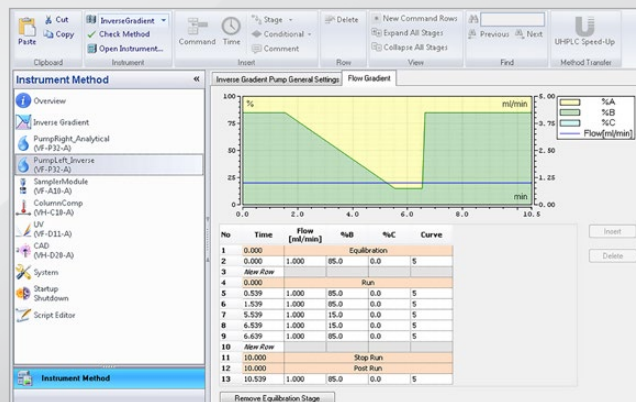 Cut
Copy
Paste
Clipboard
InverseGradient
Check Method
Open Instrument...
Instrument
Command
Time
Stage
Conditional
Comment
Insert
Delete
Row
New Command Rows
Expand All Stages
Collapse All Stages
View
Previous
Next
Find
UHPLC Speed-Up
Method Transfer
Instrument Method «
Overview
Inverse Gradient
PumpRight_Analytical
(VF-P32-A)
PumpLeft_Inverse
(VF-P32-A)
SamplerModule
(VF-A10-A)
ColumnComp
(VH-C10-A)
UV
(VF-D11-A)
CAD
(VH-D20-A)
System
Startup
Shutdown
Script Editor
Instrument Method
Inverse Gradient Pump General Settings
Flow Gradient
100 % ml/min 5.00
75 3.75
50 2.50
25 1.25
0 min 0.00
0.0 2.0 4.0 6.0 8.0 10.5
%A
%B
%C
Flow[ml/min]
No Time Flow [ml/min] %B %C Curve
1 0.000 Equilibration
2 0.000 1.000 85.0 0.0 5
3 New Row
4 0.000 Run
5 0.539 1.000 85.0 0.0 5
6 1.539 1.000 85.0 0.0 5
7 5.539 1.000 15.0 0.0 5
8 6.539 1.000 15.0 0.0 5
9 6.639 1.000 85.0 0.0 5
10 New Row
11 10.000 Stop Run
12 10.000 Post Run
13 10.539 1.000 85.0 0.0 5
Insert
Delete
Remove Equilibration Stage